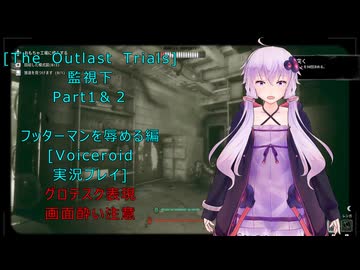 [The Outlast Trials]
監視下
Part1＆2
フッターマンを辱める編
[Voiceroid
実況プレイ]
グロテスク表現
画面酔い注意